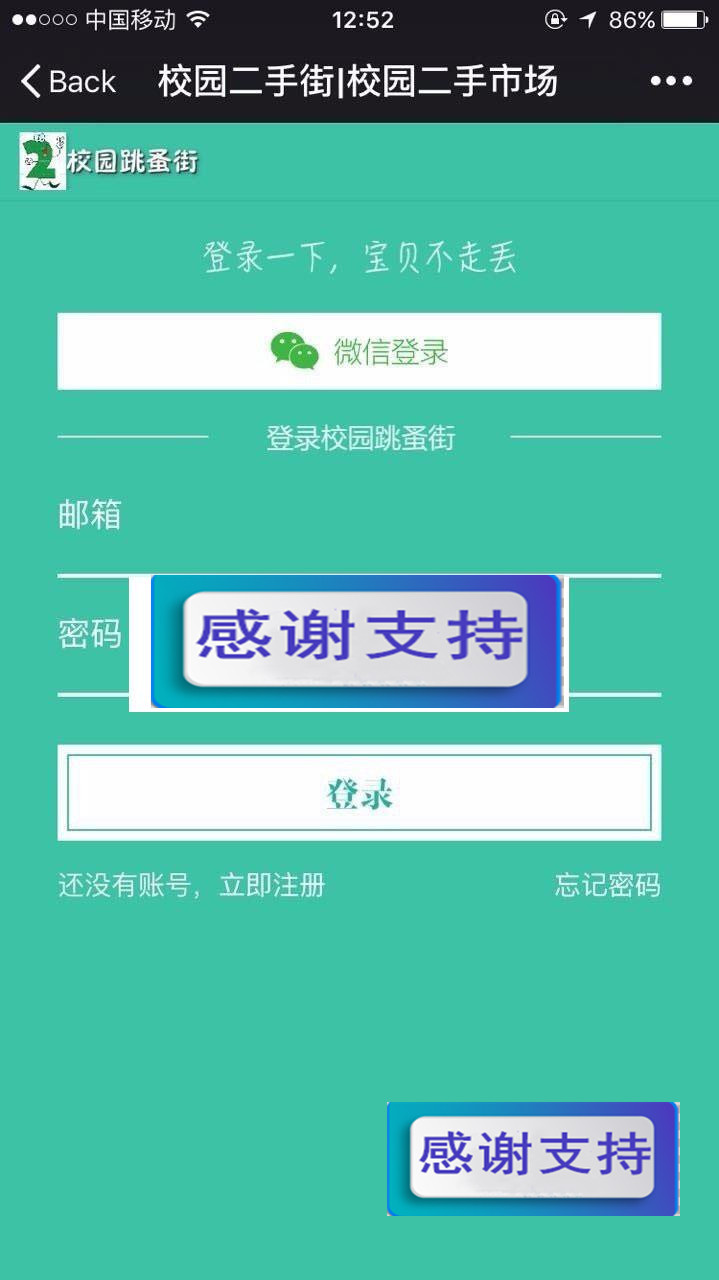 中国移动 12:52 86%
Back 校园二手街|校园二手市场
2 校园跳蚤街
登录一下，宝贝不走丢
微信登录
登录校园跳蚤街
邮箱
密码
感谢支持
登录
还没有账号，立即注册 忘记密码
感谢支持